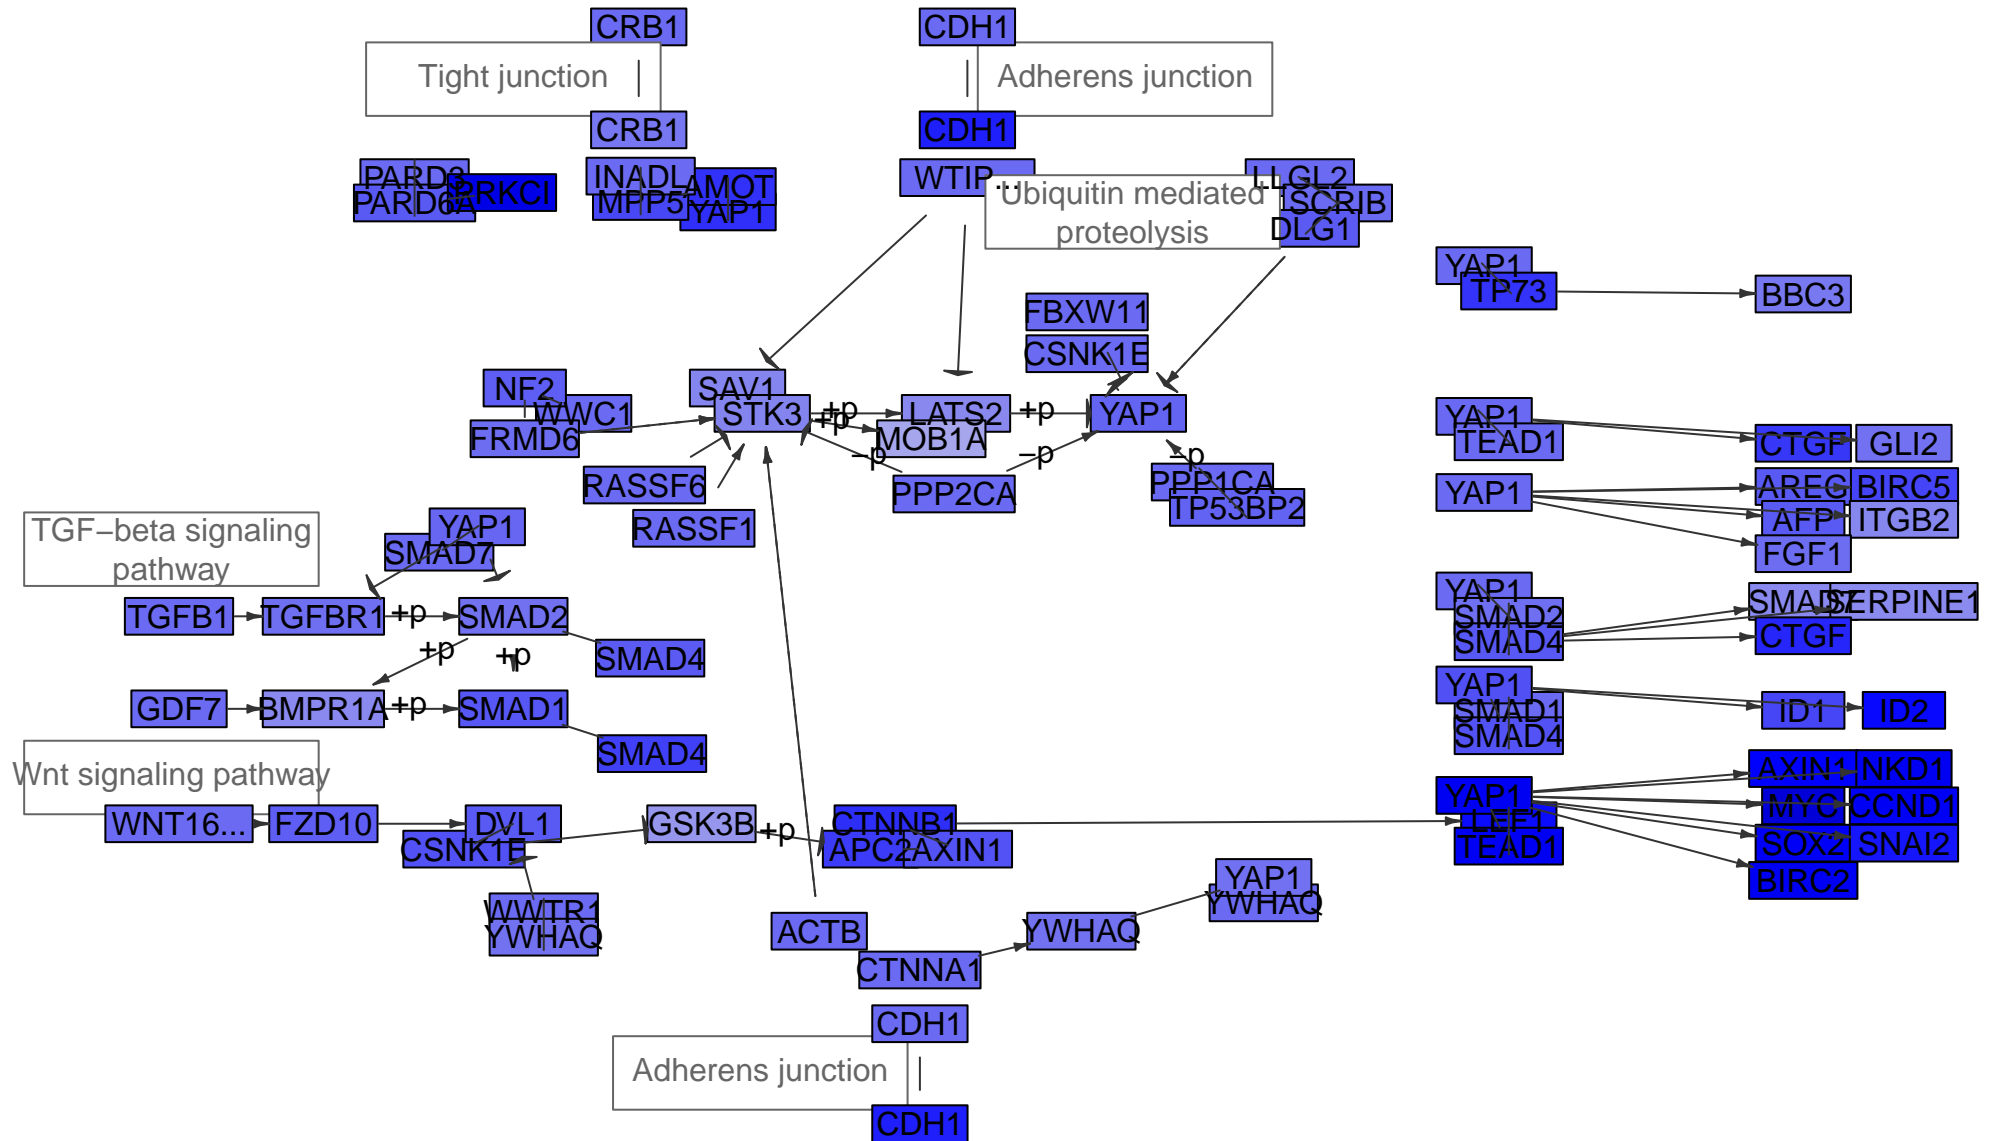 CRB1
CDH1
Tight junction
Adherens junction
CRB1
CDH1
PARD3
PARD6A
PRKCI
INADL
MPP5
AMOT
YAP1
WTIP...
LLGL2
SCRIB
DLG1
Ubiquitin mediated
proteolysis
YAP1
TP73
BBC3
FBXW11
CSNK1E
NF2
WWC1
FRMD6
SAV1
STK3
+p
+p
LATS2
MOB1A
+p
YAP1
−p
−p
−p
RASSF6
RASSF1
PPP2CA
PPP1CA
TP53BP2
YAP1
TEAD1
CTGF
GLI2
YAP1
AREG
BIRC5
AFP
ITGB2
FGF1
TGF−beta signaling
pathway
YAP1
SMAD7
TGFB1
TGFBR1
+p
SMAD2
+p
+p
SMAD4
YAP1
SMAD2
SMAD4
SMAD7
SERPINE1
CTGF
GDF7
BMPR1A
+p
SMAD1
SMAD4
YAP1
SMAD1
SMAD4
ID1
ID2
Wnt signaling pathway
WNT16...
FZD10
DVL1
CSNK1E
GSK3B
+p
CTNNB1
APC2
AXIN1
YAP1
LEF1
TEAD1
AXIN1
NKD1
MYC
CCND1
SOX2
SNAI2
BIRC2
WWTR1
YWHAQ
ACTB
CTNNA1
YWHAQ
YAP1
YWHAQ
CDH1
Adherens junction
CDH1